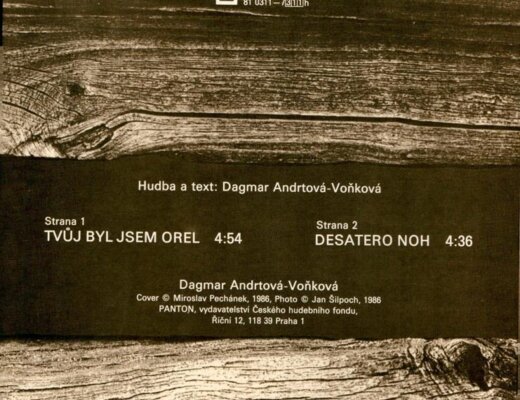 81 0311–7311h
Hudba a text: Dagmar Andrtová-Voňková
Strana 1
TVŮJ BYL JSEM OREL 4:54
Strana 2
DESATERO NOH 4:36
Dagmar Andrtová-Voňková
Cover © Miroslav Pechánek, 1986, Photo © Jan Šilpoch, 1986
PANTON, vydavatelství Českého hudebního fondu,
Říční 12, 118 39 Praha 1